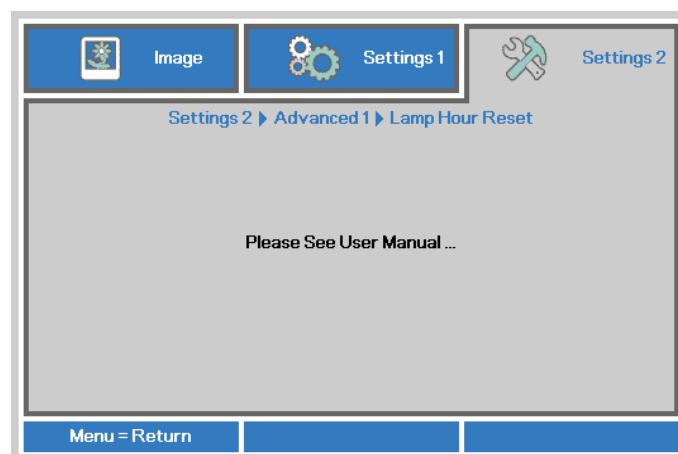 Image
Settings 1
Settings 2
Settings 2 ▶ Advanced 1 ▶ Lamp Hour Reset
Please See User Manual ...
Menu = Return